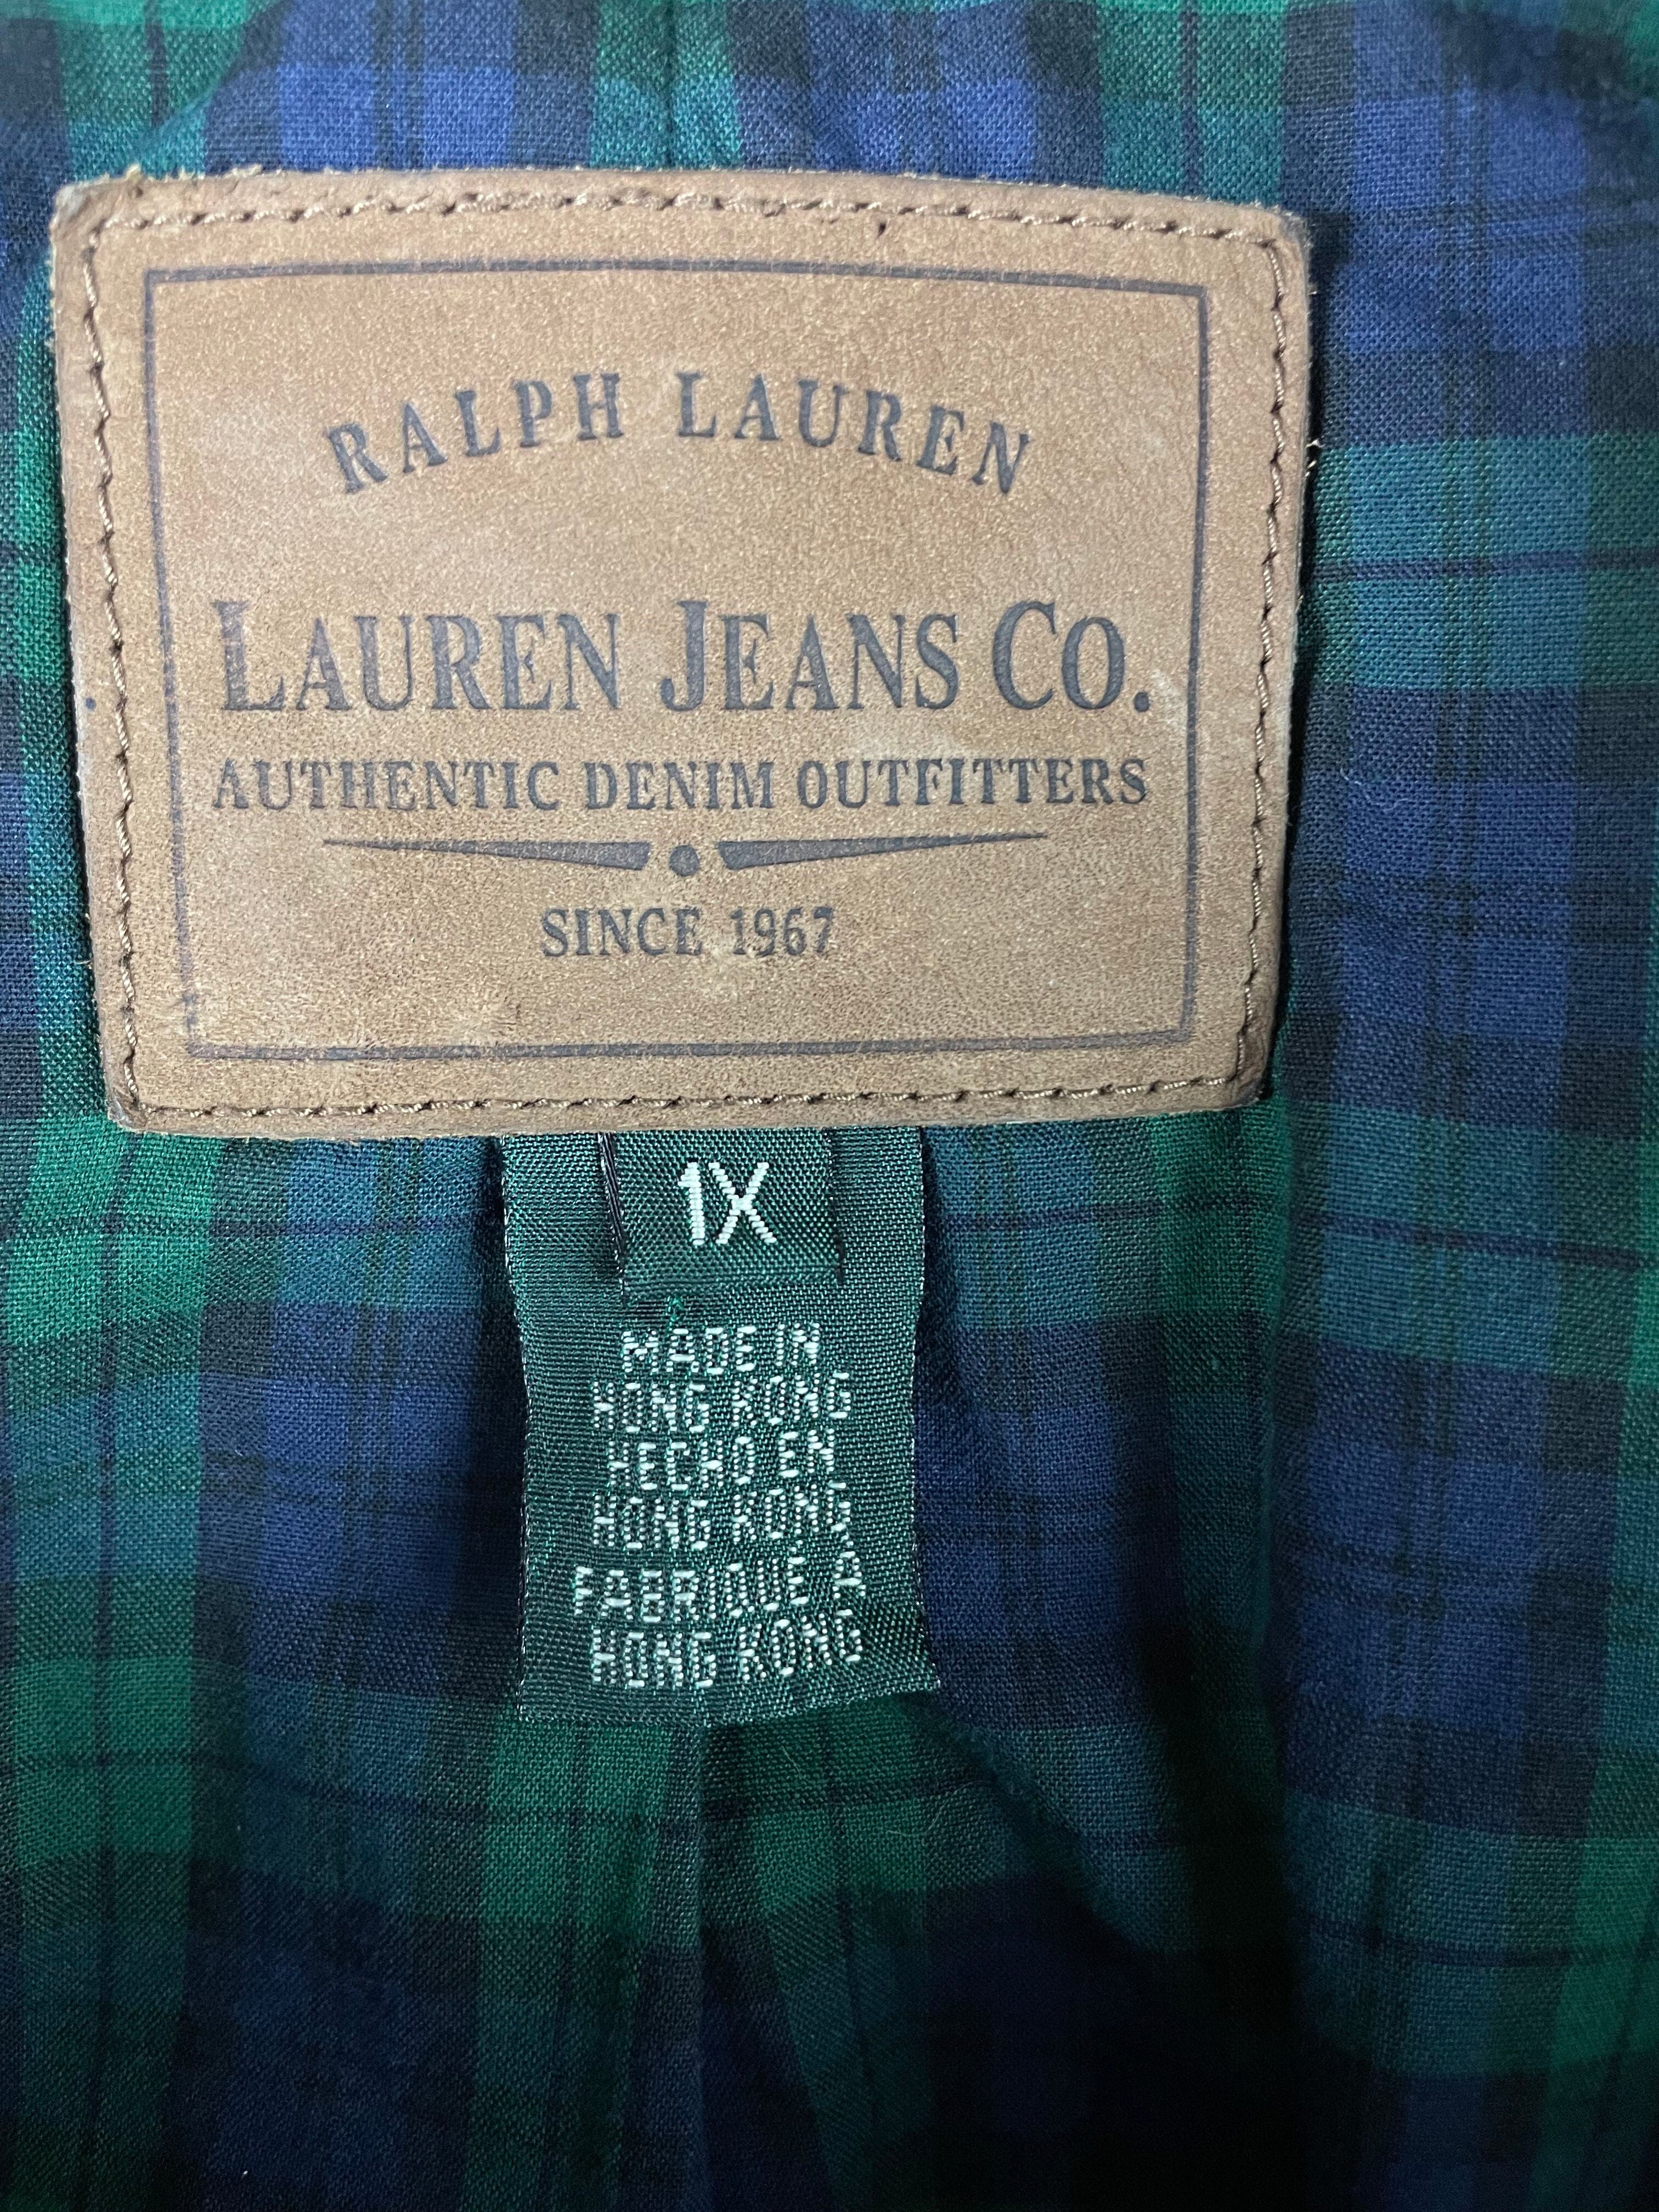 RALPH LAUREN
LAUREN JEANS CO.
AUTHENTIC DENIM OUTFITTERS
SINCE 1967
1X
MADE IN
HONG KONG
HECHO EN
HONG KONG
FABRIQUÉ A
HONG KONG